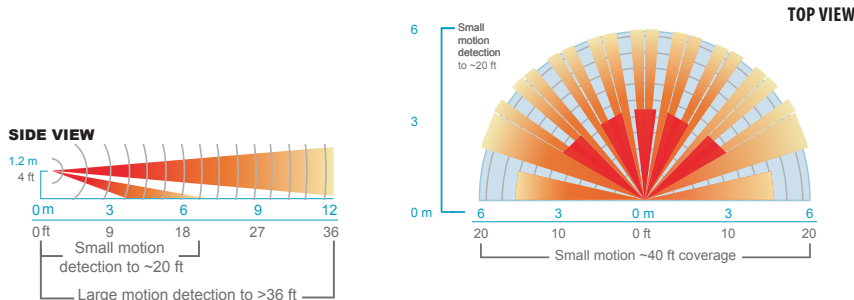 TOP VIEW
6
Small
motion
detection
to ~20 ft
3
0 m
6 3 0 m 3 6
20 10 0 ft 10 20
Small motion ~40 ft coverage
SIDE VIEW
1.2 m
4 ft
0 m 3 6 9 12
0 ft 9 18 27 36
Small motion
detection to ~20 ft
Large motion detection to >36 ft